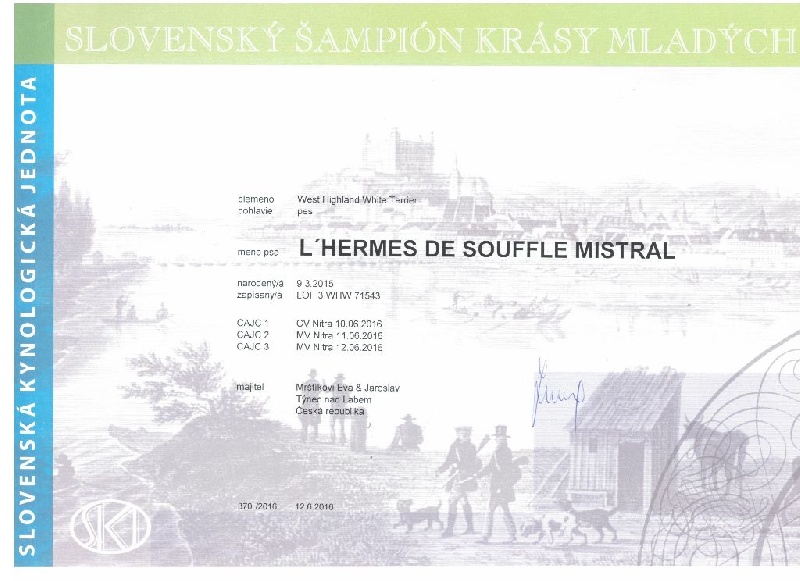 SLOVENSKÝ ŠAMPIÓN KRÁSY MLADÝCH
SLOVENSKÁ KYNOLOGICKÁ JEDNOTA
plemeno West Highland White Terrier
pohlavie pes
meno psa L´HERMES DE SOUFFLE MISTRAL
narodený/á 9.3.2015
zapísaný/á LOF 3 WHW 71543
CAJC 1 CV Nitra 10.06.2016
CAJC 2 MV Nitra 11.06.2016
CAJC 3 MV Nitra 12.06.2016
majiteľ Mrštíkovi Eva & Jaroslav
Týnec nad Labem
Česká republika
370 /2016 12.6.2016
SKJ